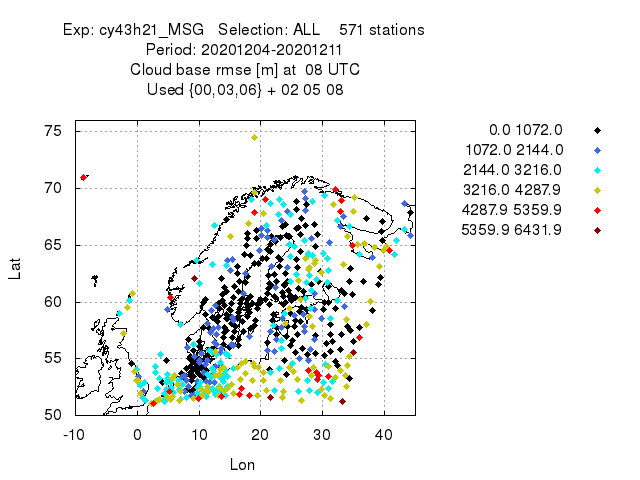 Exp: cy43h21_MSG Selection: ALL 571 stations
Period: 20201204-20201211
Cloud base rmse [m] at 08 UTC
Used {00,03,06} + 02 05 08
0.0 1072.0
1072.0 2144.0
2144.0 3216.0
3216.0 4287.9
4287.9 5359.9
5359.9 6431.9
75
70
65
60
55
50
Lat
-10 0 10 20 30 40
Lon